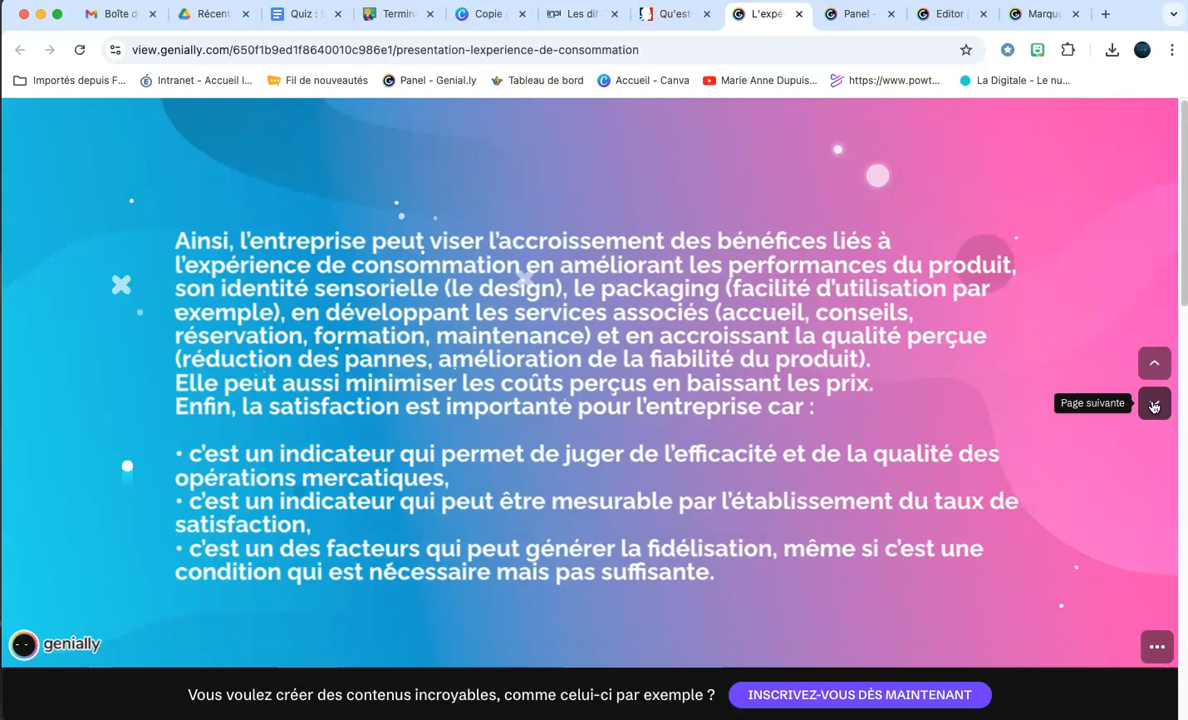 Boîte d
Récent
Quiz :
Termin
Copie
Les dif
Qu'est
L'expé
Panel -
Editor
Marqu
view.genially.com/650f1b9ed1f8640010c986e1/presentation-lexperience-de-consommation
Importés depuis F...
Intranet - Accueil I...
Fil de nouveautés
Panel - Genial.ly
Tableau de bord
Accueil - Canva
Marie Anne Dupuis...
https://www.powt...
La Digitale - Le nu...
Ainsi, l'entreprise peut viser l'accroissement des bénéfices liés à
l'expérience de consommation en améliorant les performances du produit,
son identité sensorielle (le design), le packaging (facilité d'utilisation par
exemple), en développant les services associés (accueil, conseils,
réservation, formation, maintenance) et en accroissant la qualité perçue
(réduction des pannes, amélioration de la fiabilité du produit).
Elle peut aussi minimiser les coûts perçus en baissant les prix.
Enfin, la satisfaction est importante pour l'entreprise car :
• c'est un indicateur qui permet de juger de l'efficacité et de la qualité des
opérations mercatiques,
• c'est un indicateur qui peut être mesurable par l'établissement du taux de
satisfaction,
• c'est un des facteurs qui peut générer la fidélisation, même si c'est une
condition qui est nécessaire mais pas suffisante.
Page suivante
genially
Vous voulez créer des contenus incroyables, comme celui-ci par exemple ?
INSCRIVEZ-VOUS DÈS MAINTENANT